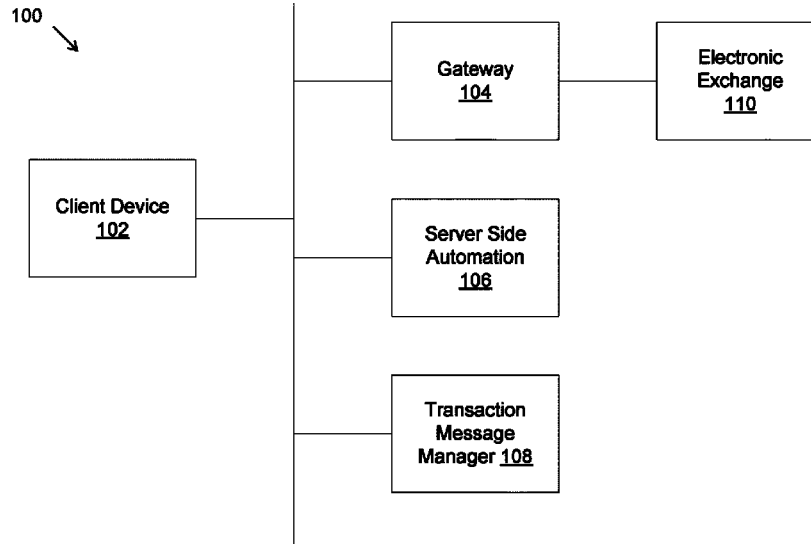 100
Gateway
104
Electronic
Exchange
110
Client Device
102
Server Side
Automation
106
Transaction
Message
Manager 108